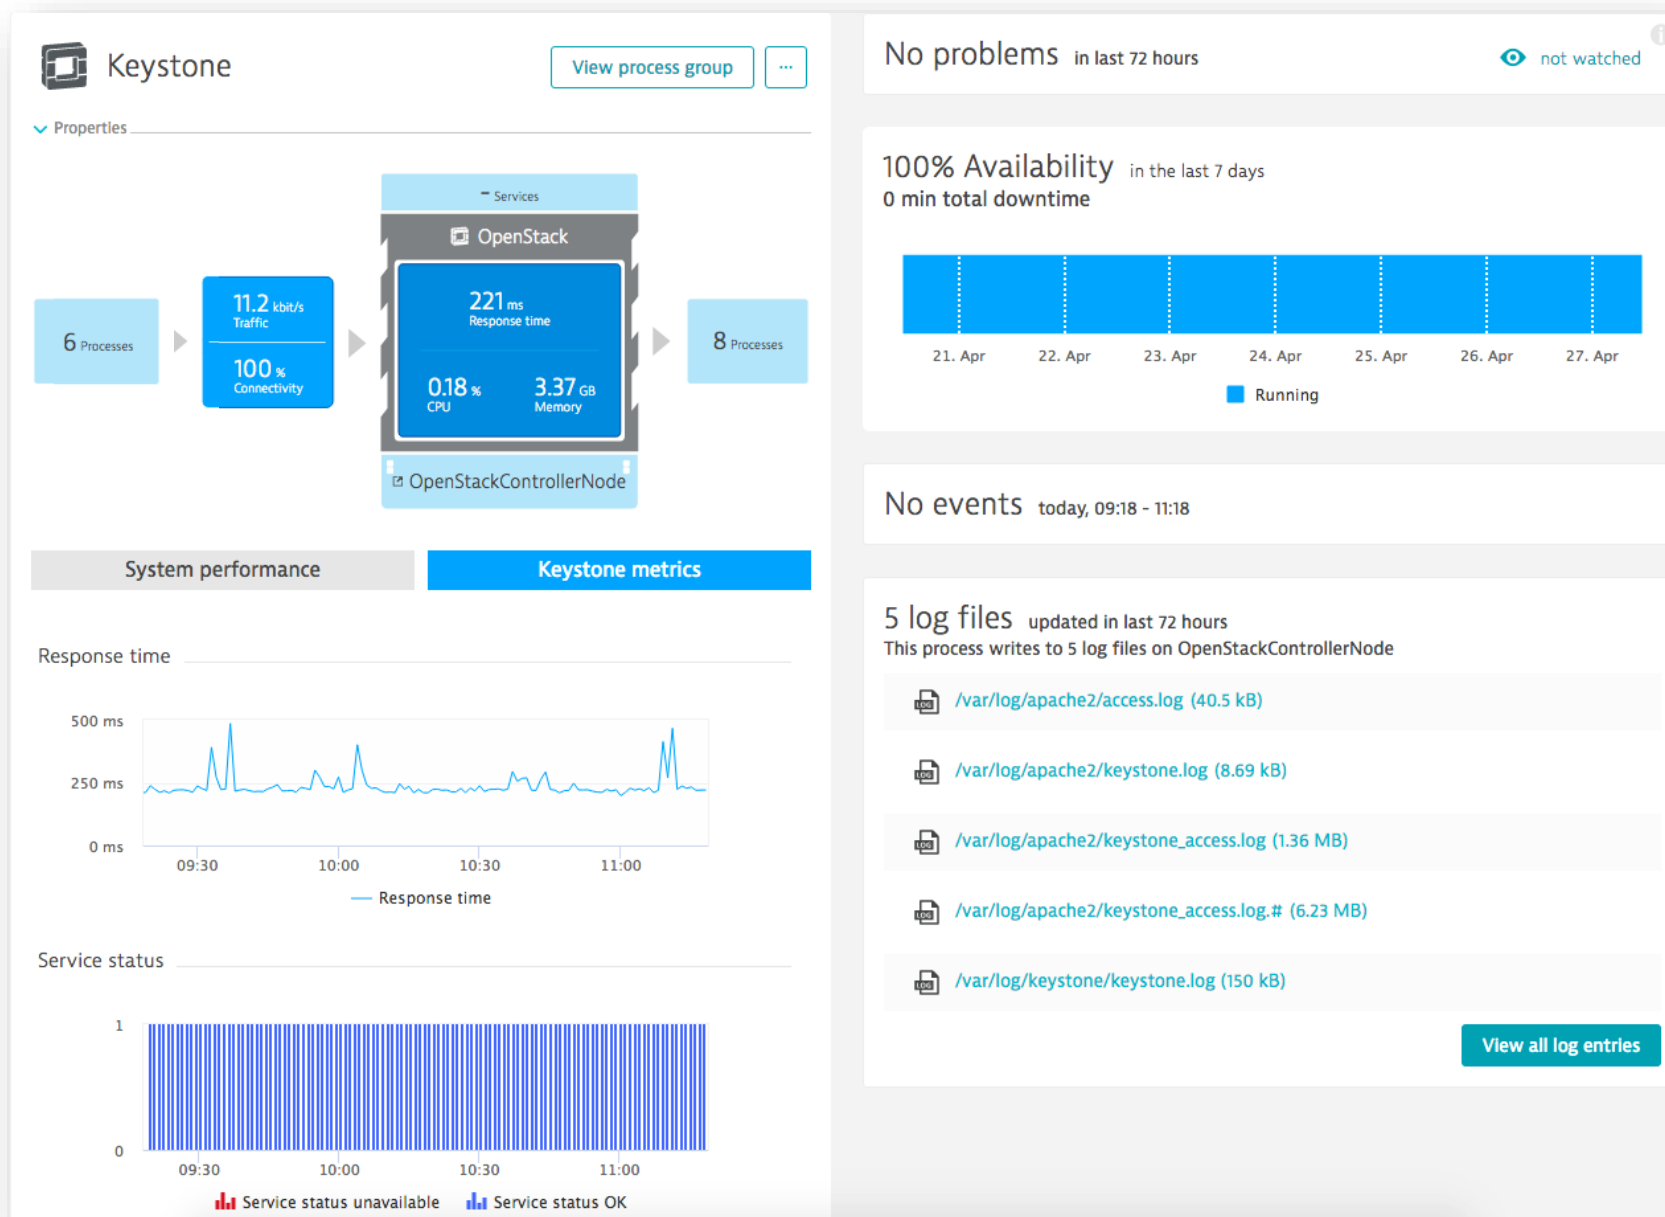 Keystone
View process group
...
Properties
- Services
OpenStack
6 Processes
11.2 kbit/s
Traffic
100 %
Connectivity
221 ms
Response time
0.18 %
CPU
3.37 GB
Memory
8 Processes
OpenStackControllerNode
System performance
Keystone metrics
Response time
500 ms
250 ms
0 ms
09:30
10:00
10:30
11:00
Response time
Service status
1
0
09:30
10:00
10:30
11:00
Service status unavailable
Service status OK
No problems in last 72 hours
not watched
100% Availability in the last 7 days
0 min total downtime
21. Apr
22. Apr
23. Apr
24. Apr
25. Apr
26. Apr
27. Apr
Running
No events today, 09:18 - 11:18
5 log files updated in last 72 hours
This process writes to 5 log files on OpenStackControllerNode
LOG /var/log/apache2/access.log (40.5 kB)
LOG /var/log/apache2/keystone.log (8.69 kB)
LOG /var/log/apache2/keystone_access.log (1.36 MB)
LOG /var/log/apache2/keystone_access.log.# (6.23 MB)
LOG /var/log/keystone/keystone.log (150 kB)
View all log entries